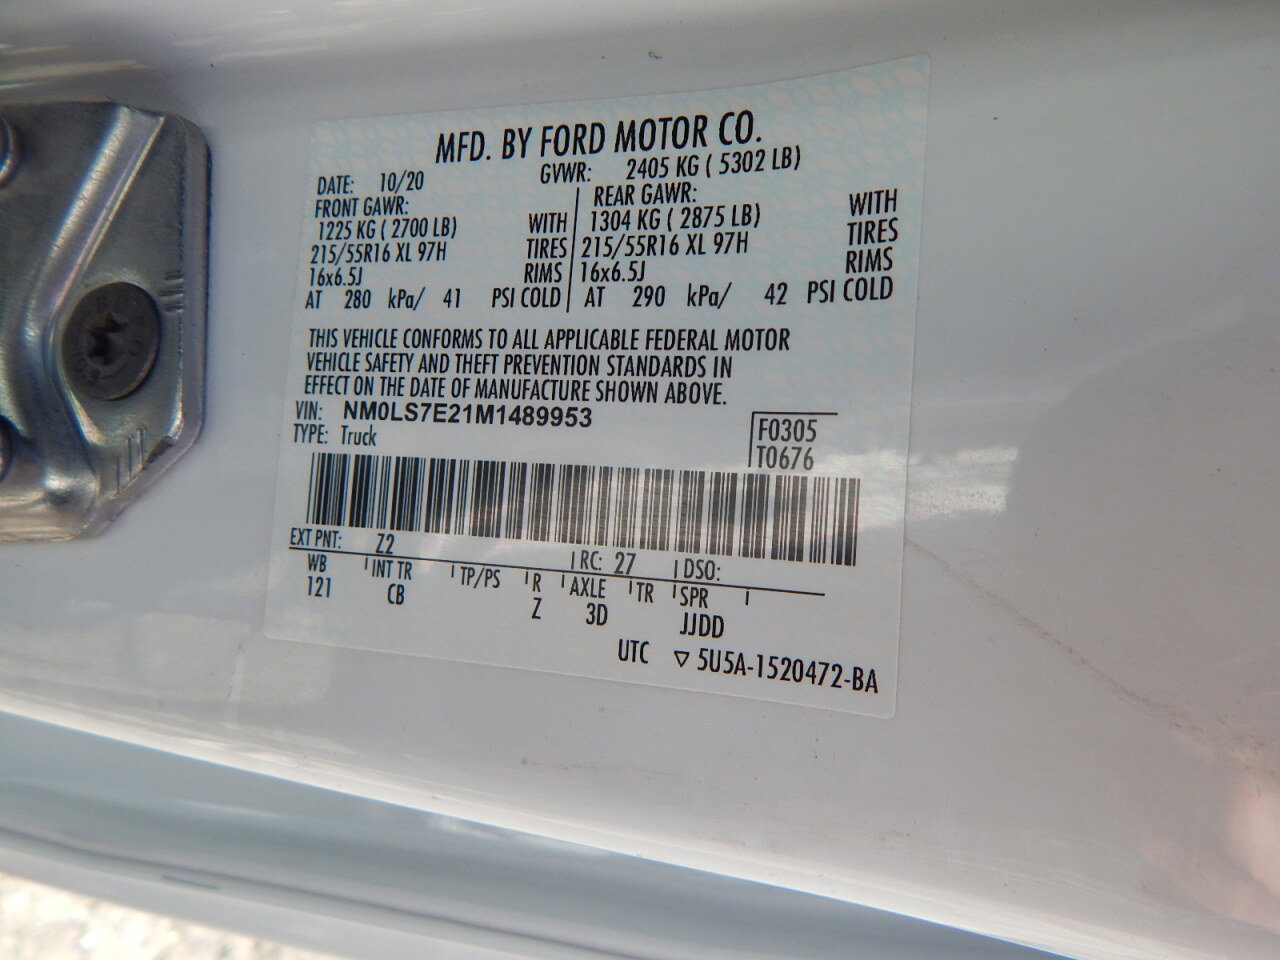 MFD. BY FORD MOTOR CO.
DATE: 10/20 GVWR: 2405 KG ( 5302 LB)
FRONT GAWR: REAR GAWR:
1225 KG ( 2700 LB) WITH 1304 KG ( 2875 LB) WITH
215/55R16 XL 97H TIRES 215/55R16 XL 97H TIRES
16x6.5J RIMS 16x6.5J RIMS
AT 280 kPa/ 41 PSI COLD AT 290 kPa/ 42 PSI COLD
THIS VEHICLE CONFORMS TO ALL APPLICABLE FEDERAL MOTOR
VEHICLE SAFETY AND THEFT PREVENTION STANDARDS IN
EFFECT ON THE DATE OF MANUFACTURE SHOWN ABOVE.
VIN: NM0LS7E21M1489953
TYPE: Truck
F0305
T0676
EXT PNT: Z2 RC: 27 DSO:
WB INT TR TP/PS R AXLE TR SPR
121 CB Z 3D JJDD
UTC ▽ 5U5A-1520472-BA